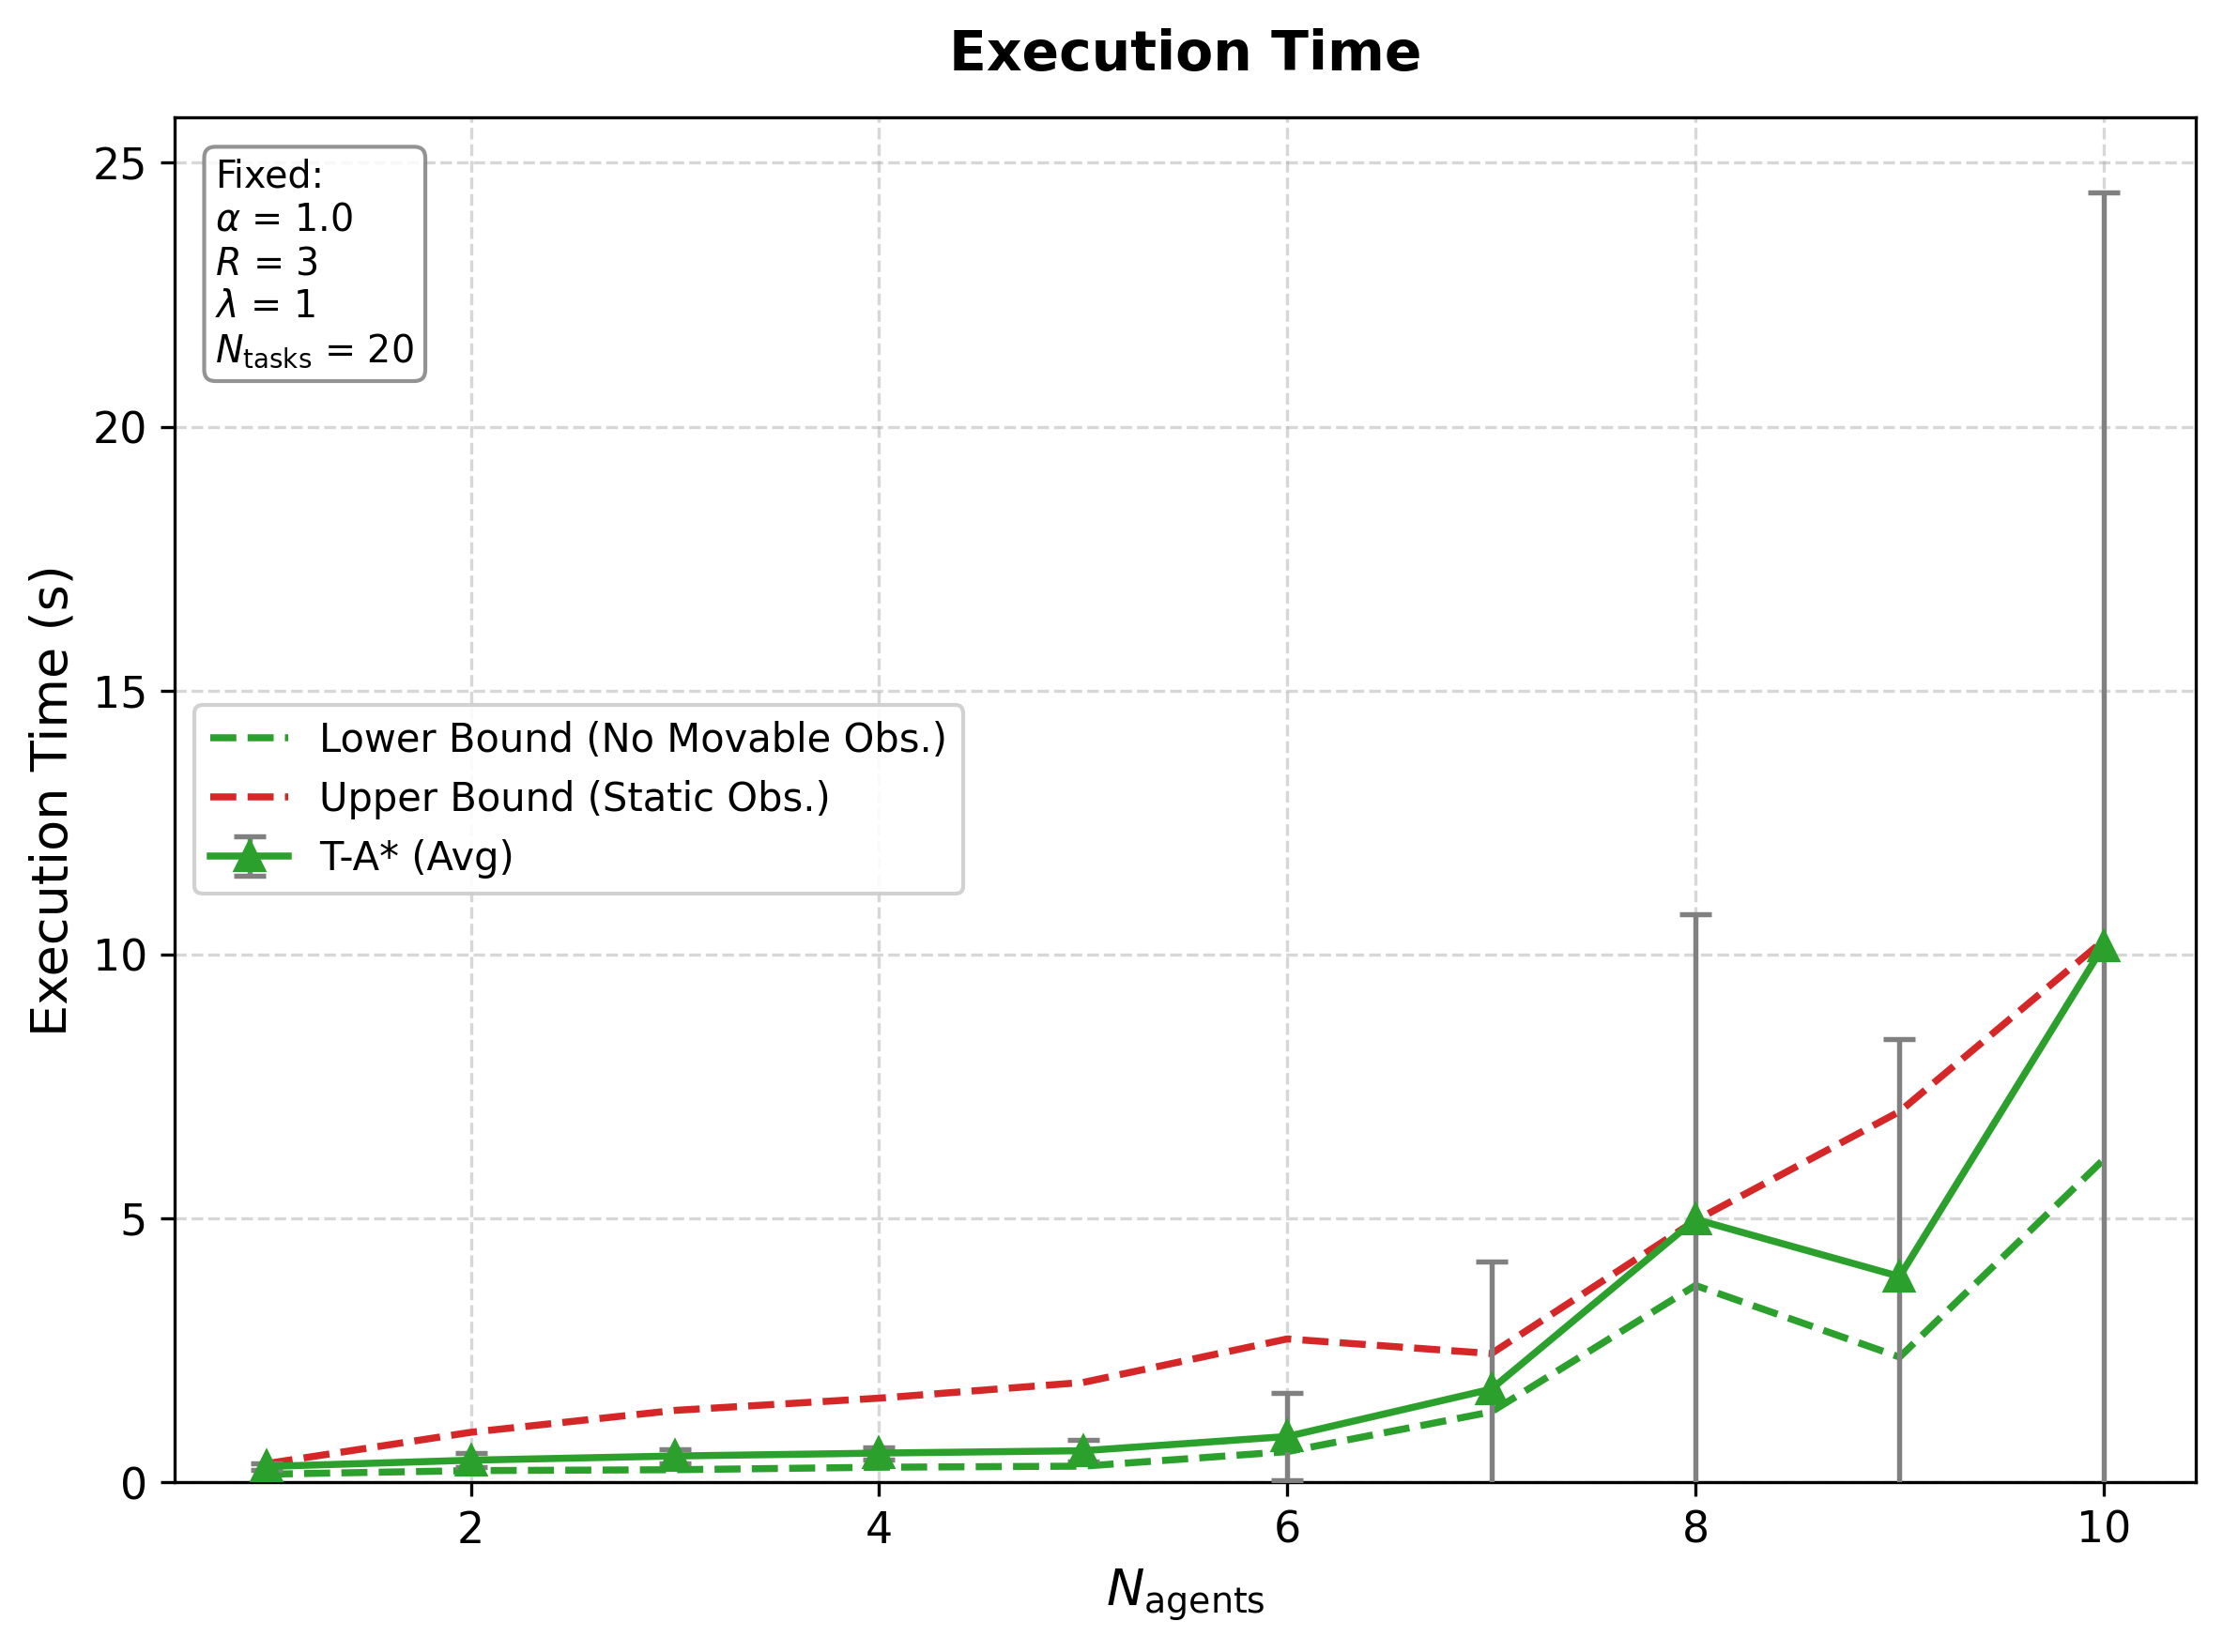 Execution Time
25
20
15
10
5
0
Execution Time (s)
Fixed:
α = 1.0
R = 3
λ = 1
N_tasks = 20
Lower Bound (No Movable Obs.)
Upper Bound (Static Obs.)
T-A* (Avg)
2 4 6 8 10
N_agents